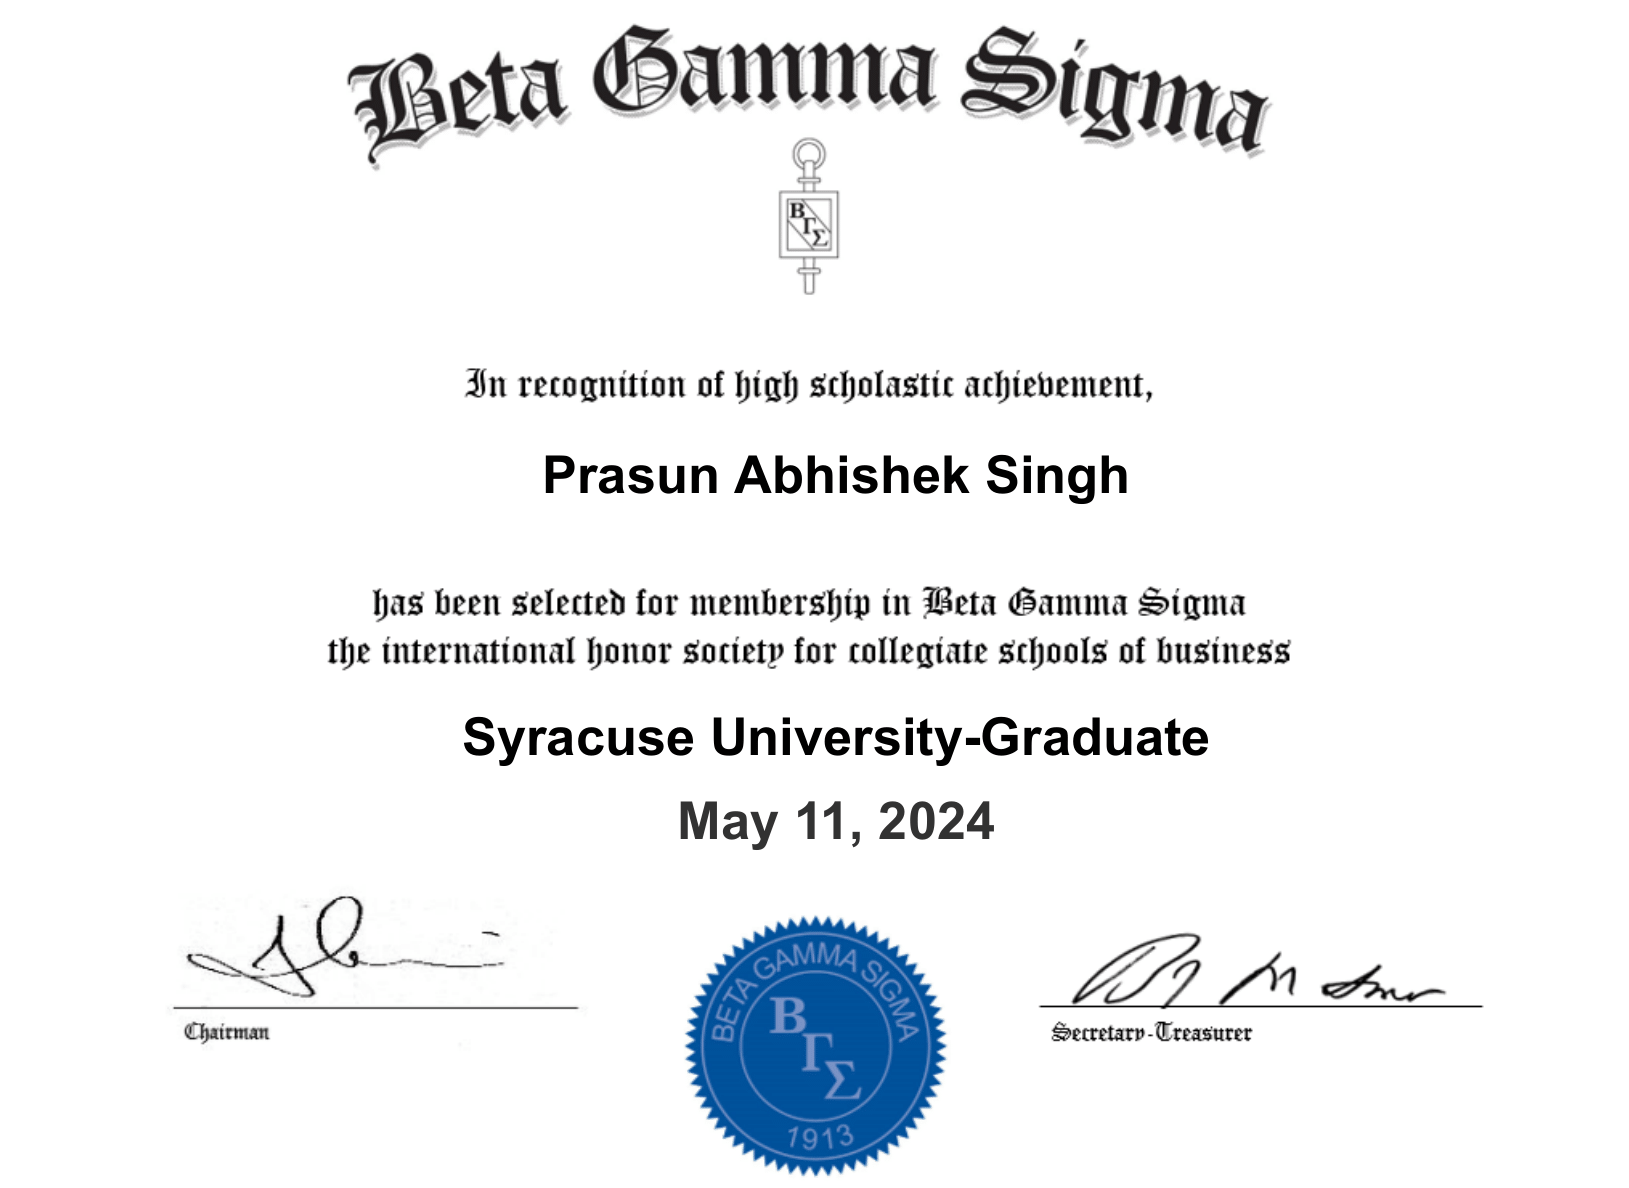 Beta Gamma Sigma
Β
Γ
Σ
In recognition of high scholastic achievement,
Prasun Abhishek Singh
has been selected for membership in Beta Gamma Sigma
the international honor society for collegiate schools of business
Syracuse University-Graduate
May 11, 2024
Chairman
BETA GAMMA SIGMA
Β
Γ
Σ
1913
Secretary-Treasurer